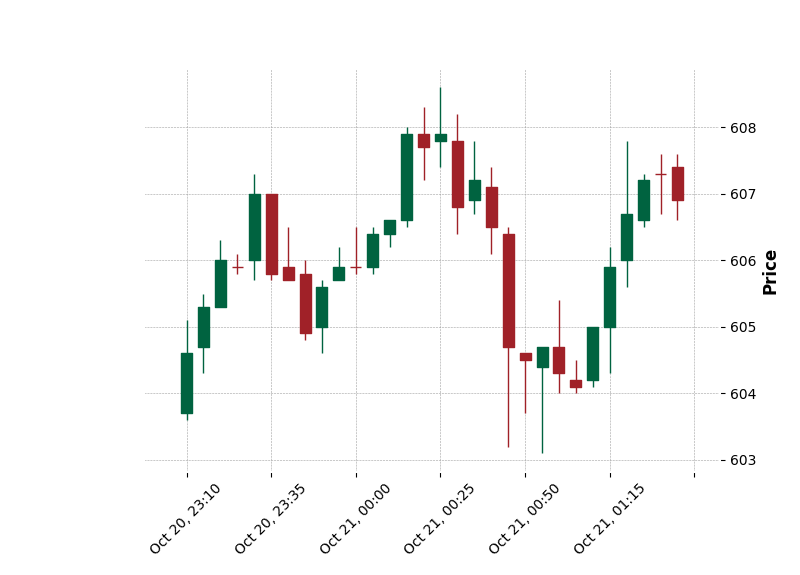 608
607
606
605
604
603
Price
Oct 20, 23:10
Oct 20, 23:35
Oct 21, 00:00
Oct 21, 00:25
Oct 21, 00:50
Oct 21, 01:15